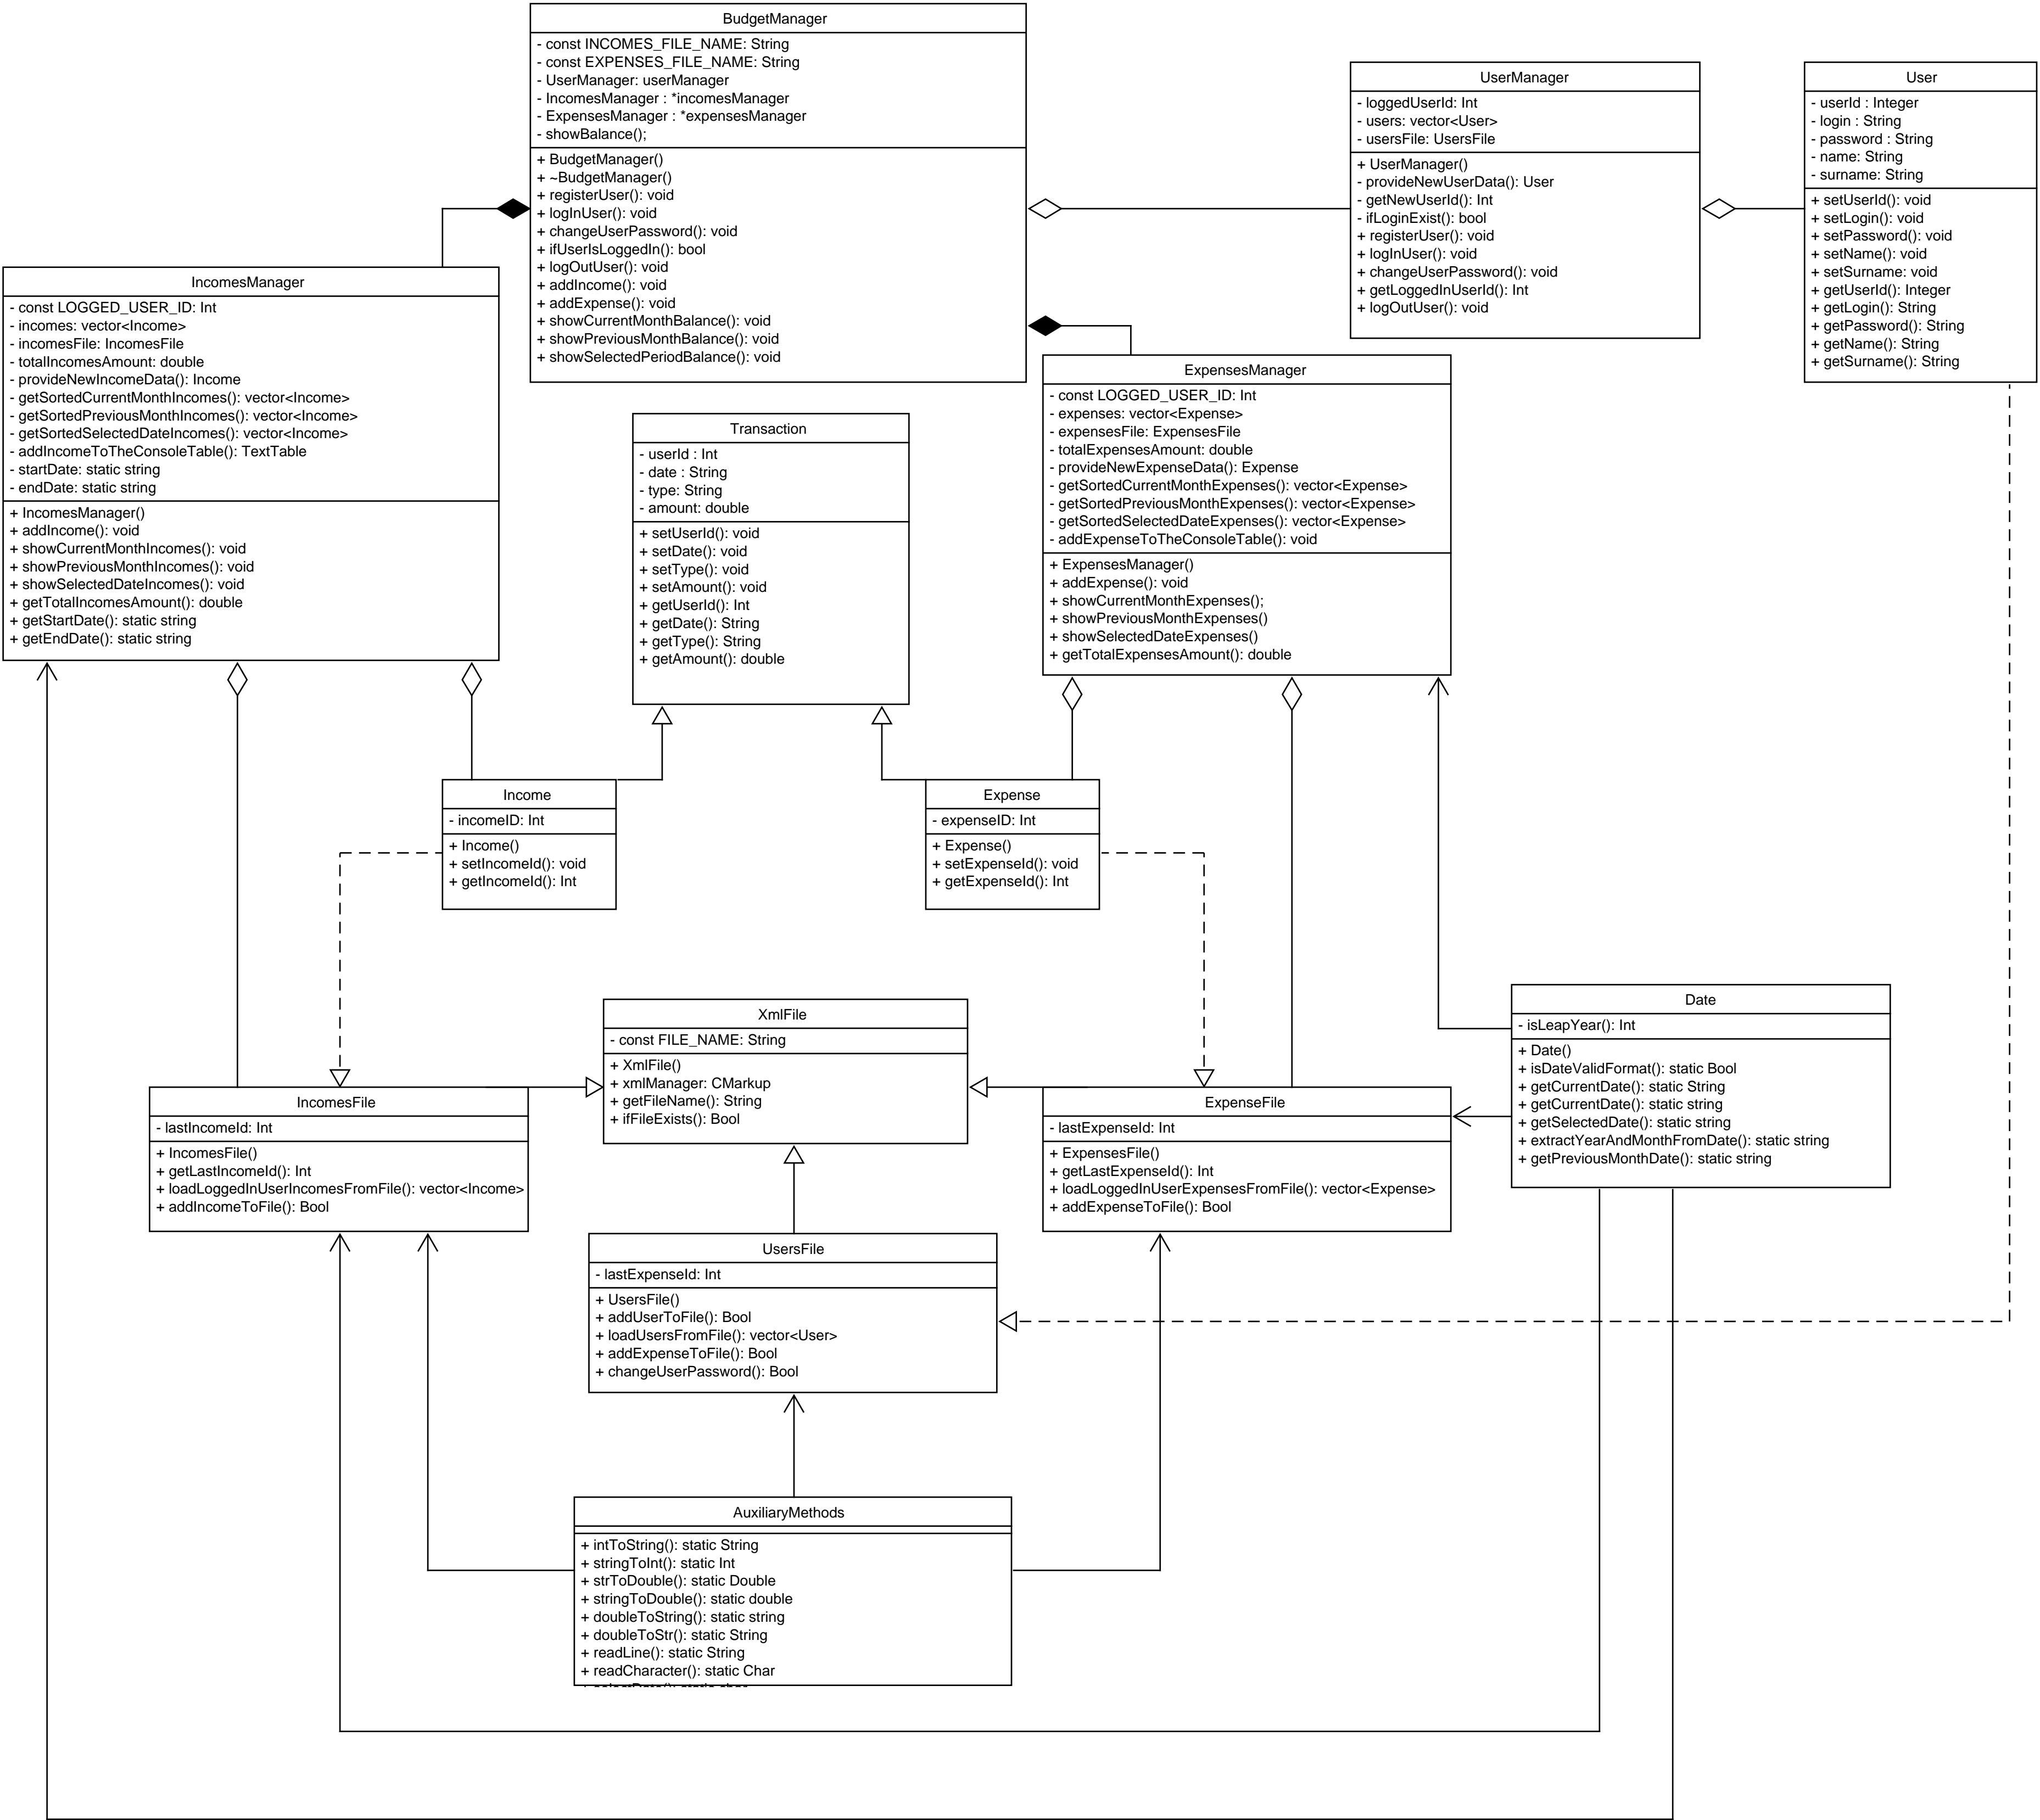 BudgetManager
- const INCOMES_FILE_NAME: String
- const EXPENSES_FILE_NAME: String
- UserManager: userManager
- IncomesManager : *incomesManager
- ExpensesManager : *expensesManager
- showBalance();
+ BudgetManager()
+ ~BudgetManager()
+ registerUser(): void
+ logInUser(): void
+ changeUserPassword(): void
+ ifUserIsLoggedIn(): bool
+ logOutUser(): void
+ addIncome(): void
+ addExpense(): void
+ showCurrentMonthBalance(): void
+ showPreviousMonthBalance(): void
+ showSelectedPeriodBalance(): void
UserManager
- loggedUserId: Int
- users: vector<User>
- usersFile: UsersFile
+ UserManager()
- provideNewUserData(): User
- getNewUserId(): Int
- ifLoginExist(): bool
+ registerUser(): void
+ logInUser(): void
+ changeUserPassword(): void
+ getLoggedInUserId(): Int
+ logOutUser(): void
User
- userId : Integer
- login : String
- password : String
- name: String
- surname: String
+ setUserId(): void
+ setLogin(): void
+ setPassword(): void
+ setName(): void
+ setSurname: void
+ getUserId(): Integer
+ getLogin(): String
+ getPassword(): String
+ getName(): String
+ getSurname(): String
IncomesManager
- const LOGGED_USER_ID: Int
- incomes: vector<Income>
- incomesFile: IncomesFile
- totalIncomesAmount: double
- provideNewIncomeData(): Income
- getSortedCurrentMonthIncomes(): vector<Income>
- getSortedPreviousMonthIncomes(): vector<Income>
- getSortedSelectedDateIncomes(): vector<Income>
- addIncomeToTheConsoleTable(): TextTable
- startDate: static string
- endDate: static string
+ IncomesManager()
+ addIncome(): void
+ showCurrentMonthIncomes(): void
+ showPreviousMonthIncomes(): void
+ showSelectedDateIncomes(): void
+ getTotalIncomesAmount(): double
+ getStartDate(): static string
+ getEndDate(): static string
Transaction
- userId : Int
- date : String
- type: String
- amount: double
+ setUserId(): void
+ setDate(): void
+ setType(): void
+ setAmount(): void
+ getUserId(): Int
+ getDate(): String
+ getType(): String
+ getAmount(): double
ExpensesManager
- const LOGGED_USER_ID: Int
- expenses: vector<Expense>
- expensesFile: ExpensesFile
- totalExpensesAmount: double
- provideNewExpenseData(): Expense
- getSortedCurrentMonthExpenses(): vector<Expense>
- getSortedPreviousMonthExpenses(): vector<Expense>
- getSortedSelectedDateExpenses(): vector<Expense>
- addExpenseToTheConsoleTable(): void
+ ExpensesManager()
+ addExpense(): void
+ showCurrentMonthExpenses();
+ showPreviousMonthExpenses()
+ showSelectedDateExpenses()
+ getTotalExpensesAmount(): double
Income
- incomeID: Int
+ Income()
+ setIncomeId(): void
+ getIncomeId(): Int
Expense
- expenseID: Int
+ Expense()
+ setExpenseId(): void
+ getExpenseId(): Int
XmlFile
- const FILE_NAME: String
+ XmlFile()
+ xmlManager: CMarkup
+ getFileName(): String
+ ifFileExists(): Bool
Date
- isLeapYear(): Int
+ Date()
+ isDateValidFormat(): static Bool
+ getCurrentDate(): static String
+ getCurrentDate(): static string
+ getSelectedDate(): static string
+ extractYearAndMonthFromDate(): static string
+ getPreviousMonthDate(): static string
IncomesFile
- lastIncomeId: Int
+ IncomesFile()
+ getLastIncomeId(): Int
+ loadLoggedInUserIncomesFromFile(): vector<Income>
+ addIncomeToFile(): Bool
ExpenseFile
- lastExpenseId: Int
+ ExpensesFile()
+ getLastExpenseId(): Int
+ loadLoggedInUserExpensesFromFile(): vector<Expense>
+ addExpenseToFile(): Bool
UsersFile
- lastExpenseId: Int
+ UsersFile()
+ addUserToFile(): Bool
+ loadUsersFromFile(): vector<User>
+ addExpenseToFile(): Bool
+ changeUserPassword(): Bool
AuxiliaryMethods
+ intToString(): static String
+ stringToInt(): static Int
+ strToDouble(): static Double
+ stringToDouble(): static double
+ doubleToString(): static string
+ doubleToStr(): static String
+ readLine(): static String
+ readCharacter(): static Char